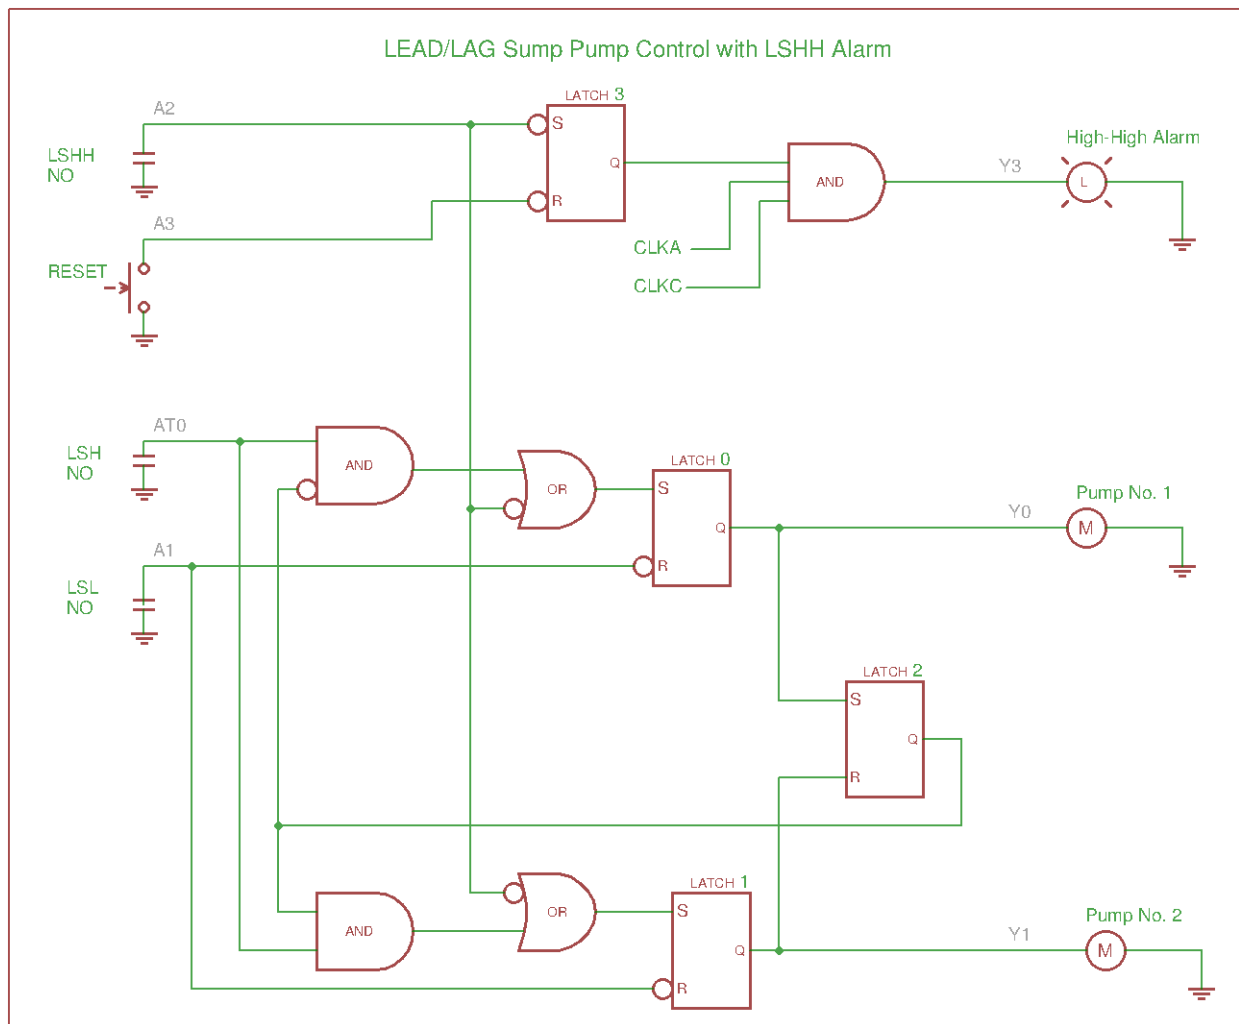 LEAD/LAG Sump Pump Control with LSHH Alarm
LATCH 3
A2
S
High-High Alarm
LSHH
NO
Q
Y3
AND
L
R
A3
CLKA
RESET
CLKC
AT0
LSH
NO
AND
OR
LATCH 0
S
Pump No. 1
Q
Y0
M
A1
R
LSL
NO
LATCH 2
S
Q
R
LATCH 1
AND
OR
S
Pump No. 2
Q
Y1
M
R